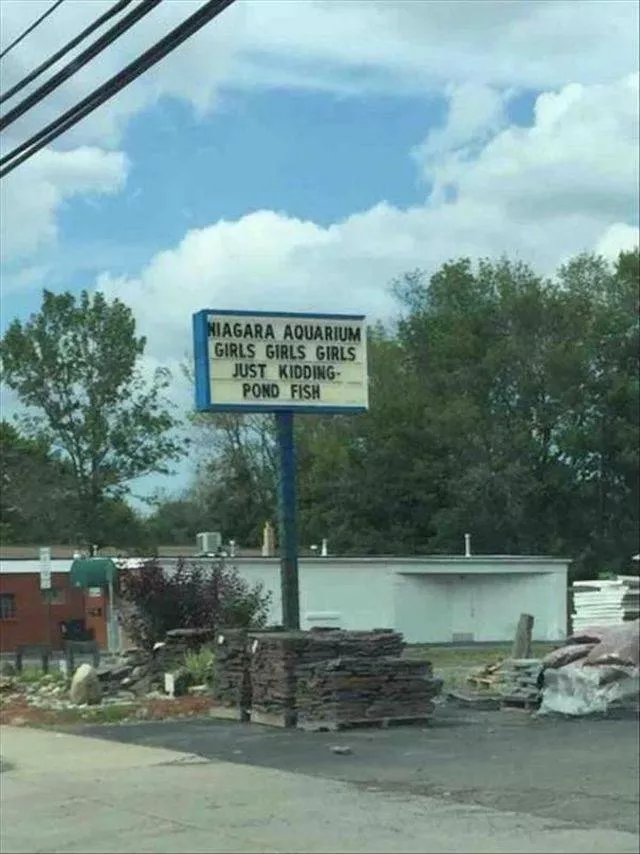 NIAGARA AQUARIUM
GIRLS GIRLS GIRLS
JUST KIDDING-
POND FISH